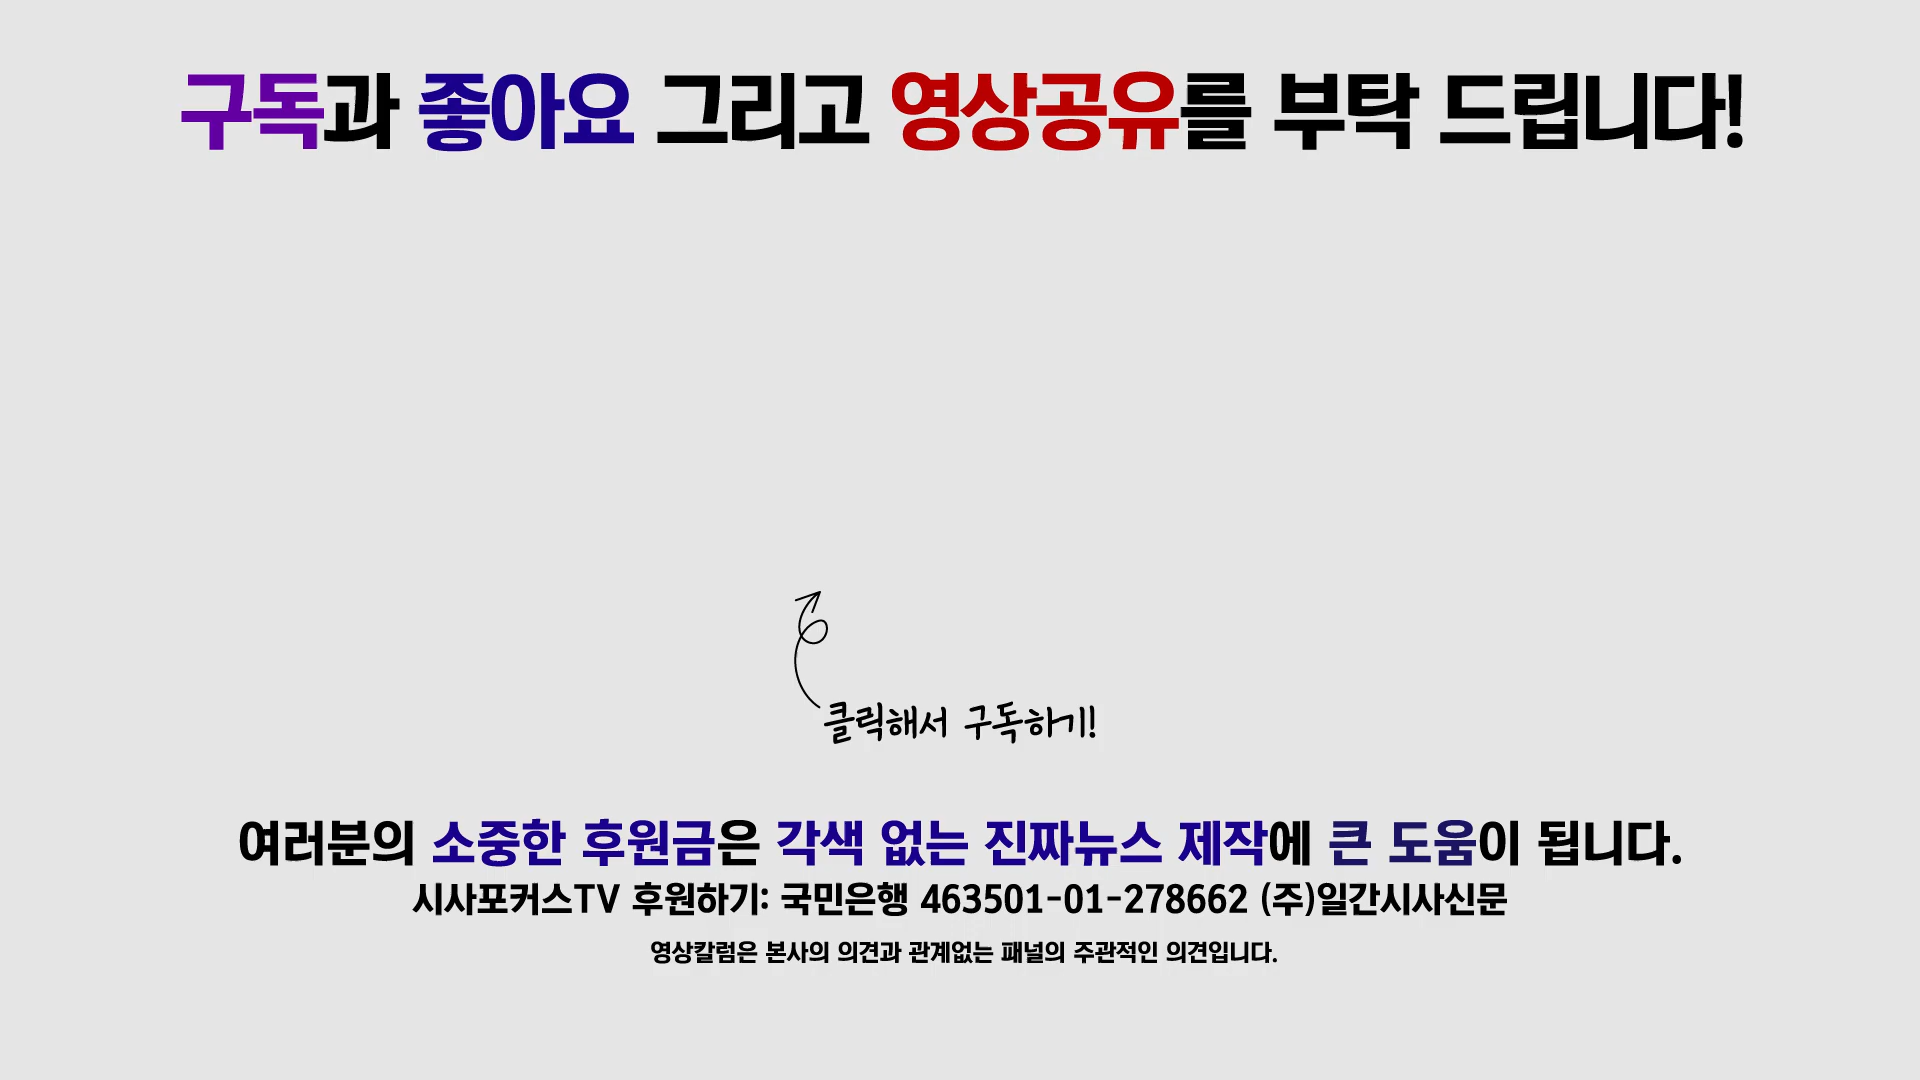 구독과 좋아요 그리고 영상공유를 부탁 드립니다!
클릭해서 구독하기!
여러분의 소중한 후원금은 각색 없는 진짜뉴스 제작에 큰 도움이 됩니다.
시사포커스TV 후원하기: 국민은행 463501-01-278662 (주)일간시사신문
영상칼럼은 본사의 의견과 관계없는 패널의 주관적인 의견입니다.